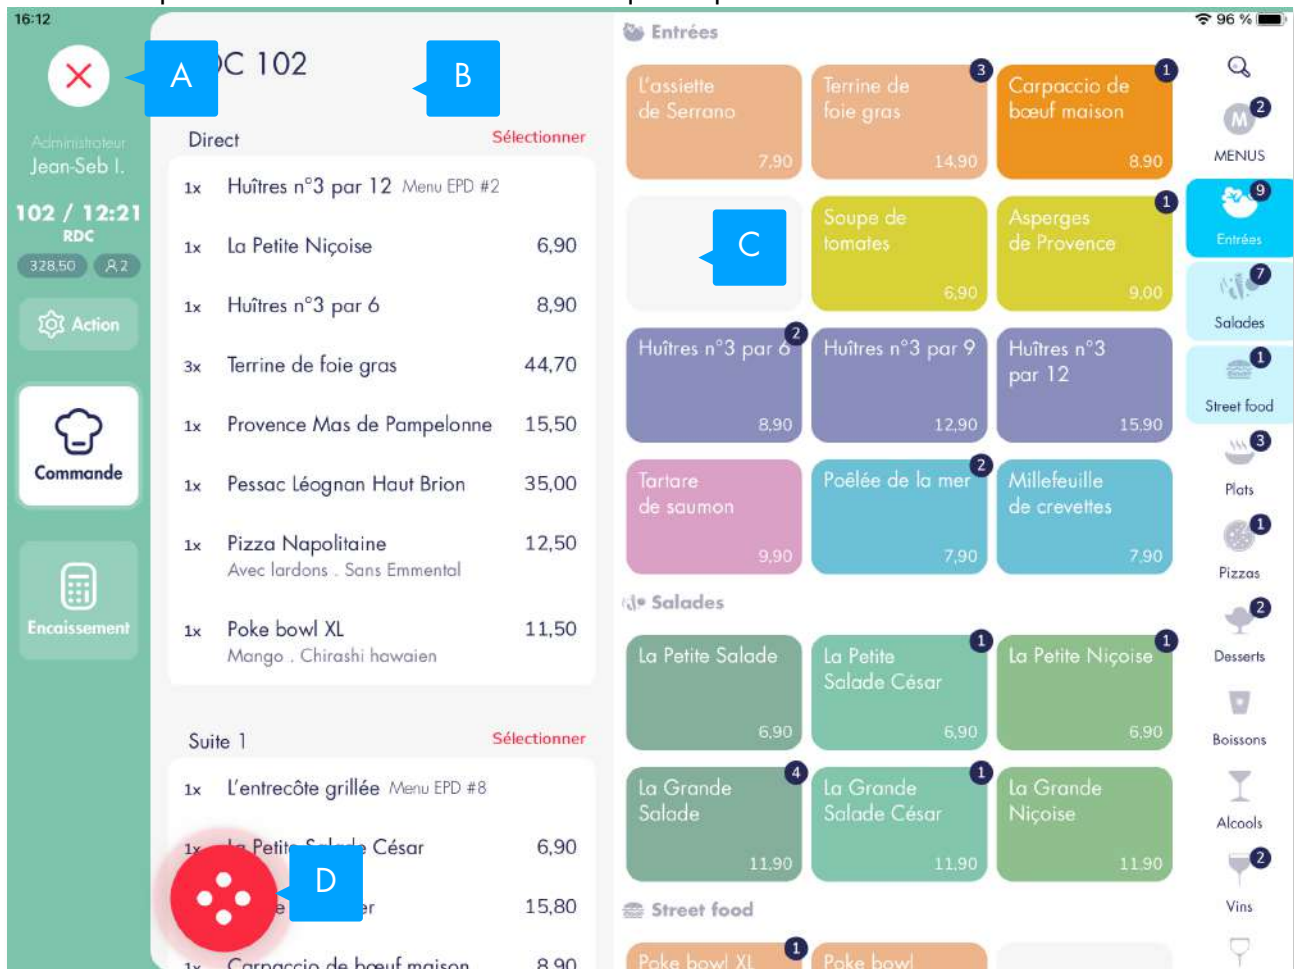 16:12
96 %
A
B
C
D
DC 102
Administrateur
Jean-Seb I.
102 / 12:21
RDC
328,50
2
Action
Commande
Encaissement
Direct
Sélectionner
1x Huîtres n°3 par 12 Menu EPD #2
1x La Petite Niçoise 6,90
1x Huîtres n°3 par 6 8,90
3x Terrine de foie gras 44,70
1x Provence Mas de Pampelonne 15,50
1x Pessac Léognan Haut Brion 35,00
1x Pizza Napolitaine 12,50
Avec lardons . Sans Emmental
1x Poke bowl XL 11,50
Mango . Chirashi hawaien
Suite 1
Sélectionner
1x L'entrecôte grillée Menu EPD #8
1x La Petite Salade César 6,90
15,80
1x Carpaccio de bœuf maison 8,90
Entrées
L'assiette
de Serrano
7,90
3
Terrine de
foie gras
14,90
1
Carpaccio de
bœuf maison
8,90
Soupe de
tomates
6,90
1
Asperges
de Provence
9,00
2
Huîtres n°3 par 6
8,90
Huîtres n°3 par 9
12,90
Huîtres n°3
par 12
15,90
Tartare
de saumon
9,90
2
Poêlée de la mer
7,90
Millefeuille
de crevettes
7,90
Salades
La Petite Salade
6,90
1
La Petite
Salade César
6,90
1
La Petite Niçoise
6,90
4
La Grande
Salade
11,90
1
La Grande
Salade César
11,90
La Grande
Niçoise
11,90
Street food
1
Poke bowl XL
Poke bowl
M
2
MENUS
9
Entrées
7
Salades
1
Street food
3
Plats
1
Pizzas
2
Desserts
Boissons
Alcools
2
Vins